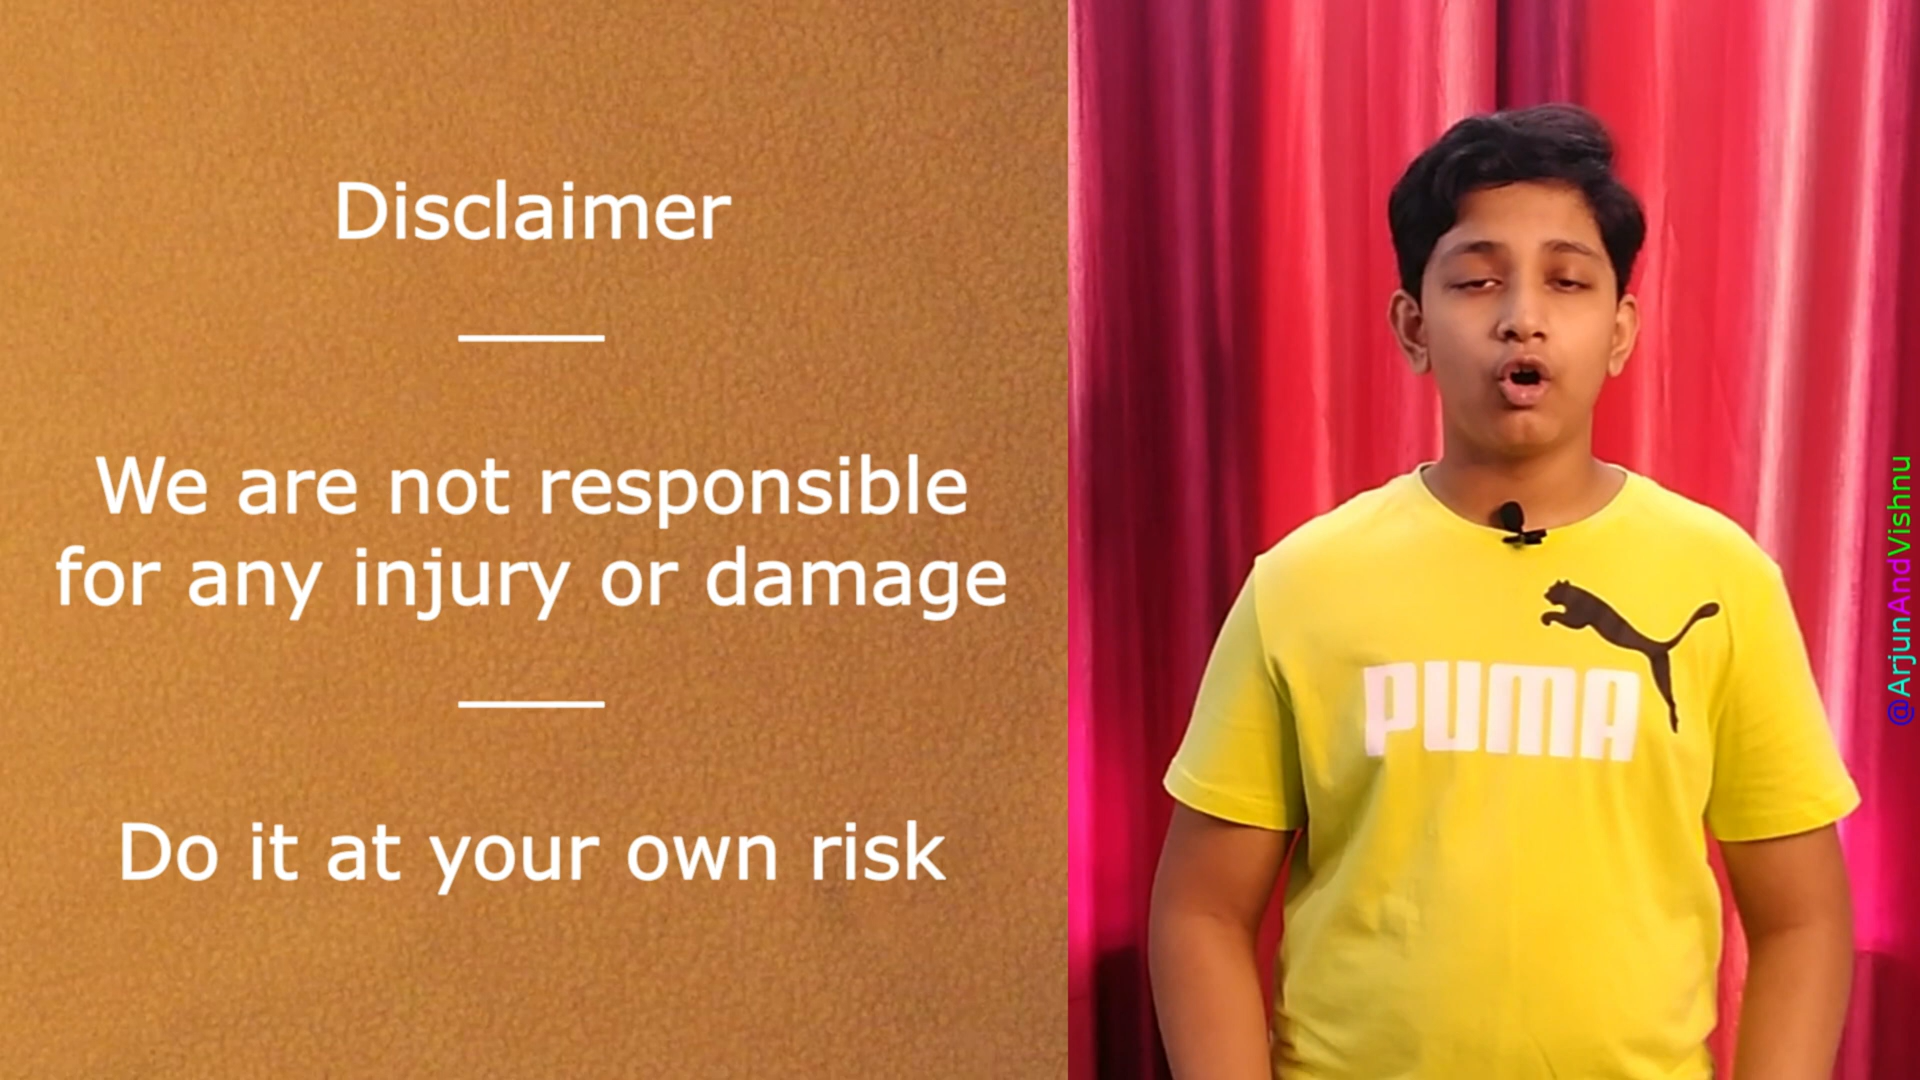 Disclaimer
We are not responsible
for any injury or damage
Do it at your own risk
PUMA
@ArjunAndVishnu